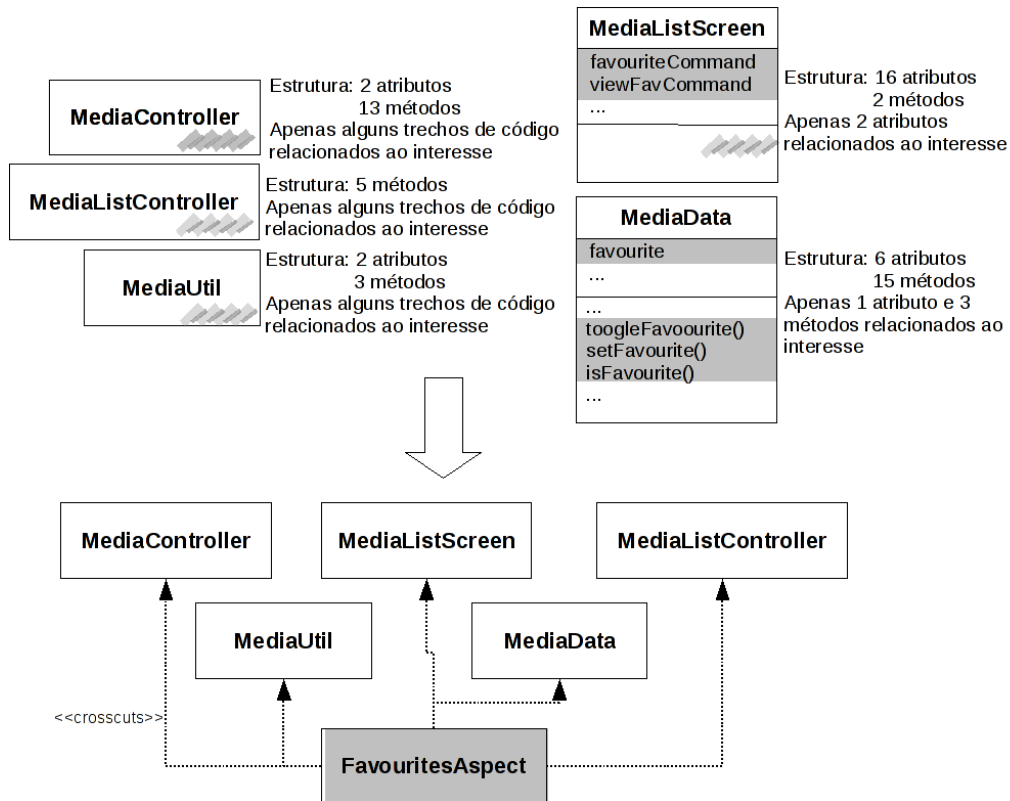 MediaController
Estrutura: 2 atributos
13 métodos
Apenas alguns trechos de código
relacionados ao interesse
MediaListController
Estrutura: 5 métodos
Apenas alguns trechos de código
relacionados ao interesse
MediaUtil
Estrutura: 2 atributos
3 métodos
Apenas alguns trechos de código
relacionados ao interesse
MediaListScreen
favouriteCommand
viewFavCommand
...
Estrutura: 16 atributos
2 métodos
Apenas 2 atributos
relacionados ao interesse
MediaData
favourite
...
...
toogleFavoourite()
setFavourite()
isFavourite()
...
Estrutura: 6 atributos
15 métodos
Apenas 1 atributo e 3
métodos relacionados ao
interesse
MediaController
MediaListScreen
MediaListController
MediaUtil
MediaData
<<crosscuts>>
FavouritesAspect